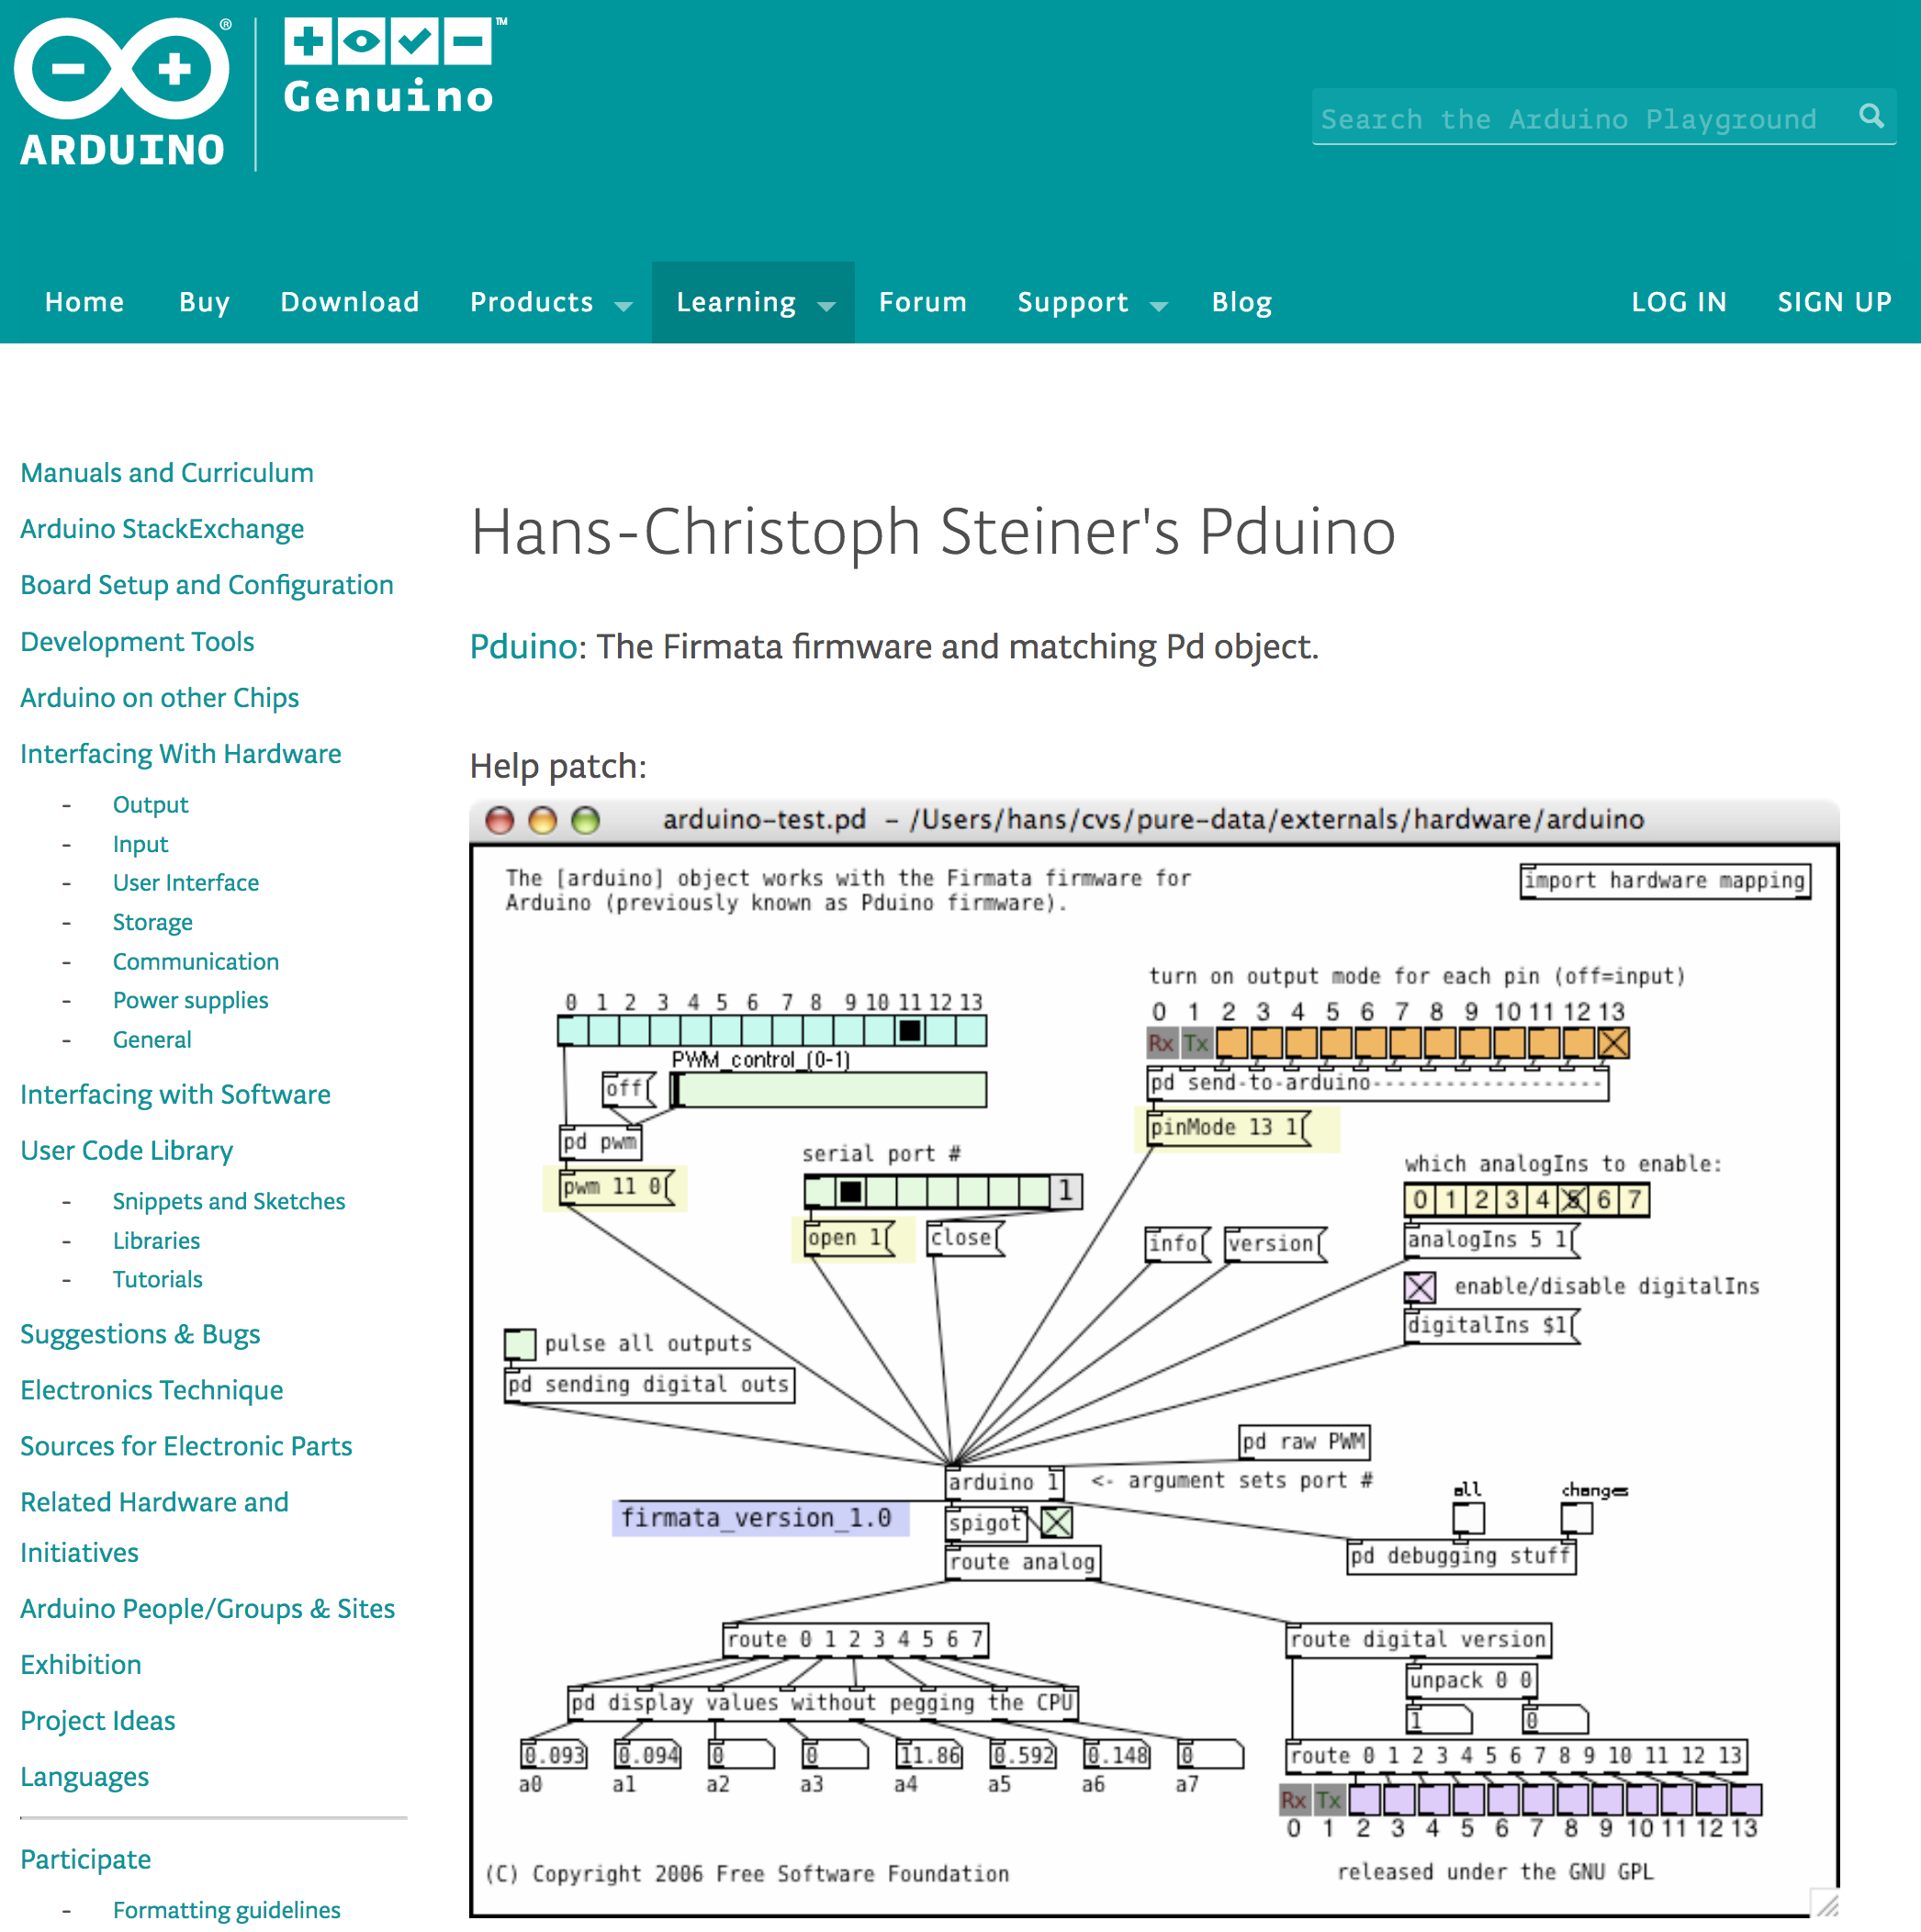 ARDUINO
®
Genuino
™
Search the Arduino Playground
Home Buy Download Products Learning Forum Support Blog LOG IN SIGN UP
Manuals and Curriculum
Arduino StackExchange
Board Setup and Configuration
Development Tools
Arduino on other Chips
Interfacing With Hardware
- Output
- Input
- User Interface
- Storage
- Communication
- Power supplies
- General
Interfacing with Software
User Code Library
- Snippets and Sketches
- Libraries
- Tutorials
Suggestions & Bugs
Electronics Technique
Sources for Electronic Parts
Related Hardware and
Initiatives
Arduino People/Groups & Sites
Exhibition
Project Ideas
Languages
Participate
- Formatting guidelines
Hans-Christoph Steiner's Pduino
Pduino: The Firmata firmware and matching Pd object.
Help patch:
arduino-test.pd - /Users/hans/cvs/pure-data/externals/hardware/arduino
The [arduino] object works with the Firmata firmware for
Arduino (previously known as Pduino firmware).
import hardware mapping
0 1 2 3 4 5 6 7 8 9 10 11 12 13
PWM_control_(0-1)
off
pd pwm
pwm 11 0
serial port #
1
open 1
close
turn on output mode for each pin (off=input)
0 1 2 3 4 5 6 7 8 9 10 11 12 13
Rx Tx
pd send-to-arduino-------------------
pinMode 13 1
info
version
which analogIns to enable:
0 1 2 3 4 5 6 7
analogIns 5 1
enable/disable digitalIns
digitalIns $1
pulse all outputs
pd sending digital outs
pd raw PWM
arduino 1
<- argument sets port #
firmata_version_1.0
spigot
route analog
all
changes
pd debugging stuff
route 0 1 2 3 4 5 6 7
pd display values without pegging the CPU
0.093 0.094 0 0 11.86 0.592 0.148 0
a0 a1 a2 a3 a4 a5 a6 a7
route digital version
unpack 0 0
1 0
route 0 1 2 3 4 5 6 7 8 9 10 11 12 13
Rx Tx
0 1 2 3 4 5 6 7 8 9 10 11 12 13
(C) Copyright 2006 Free Software Foundation
released under the GNU GPL